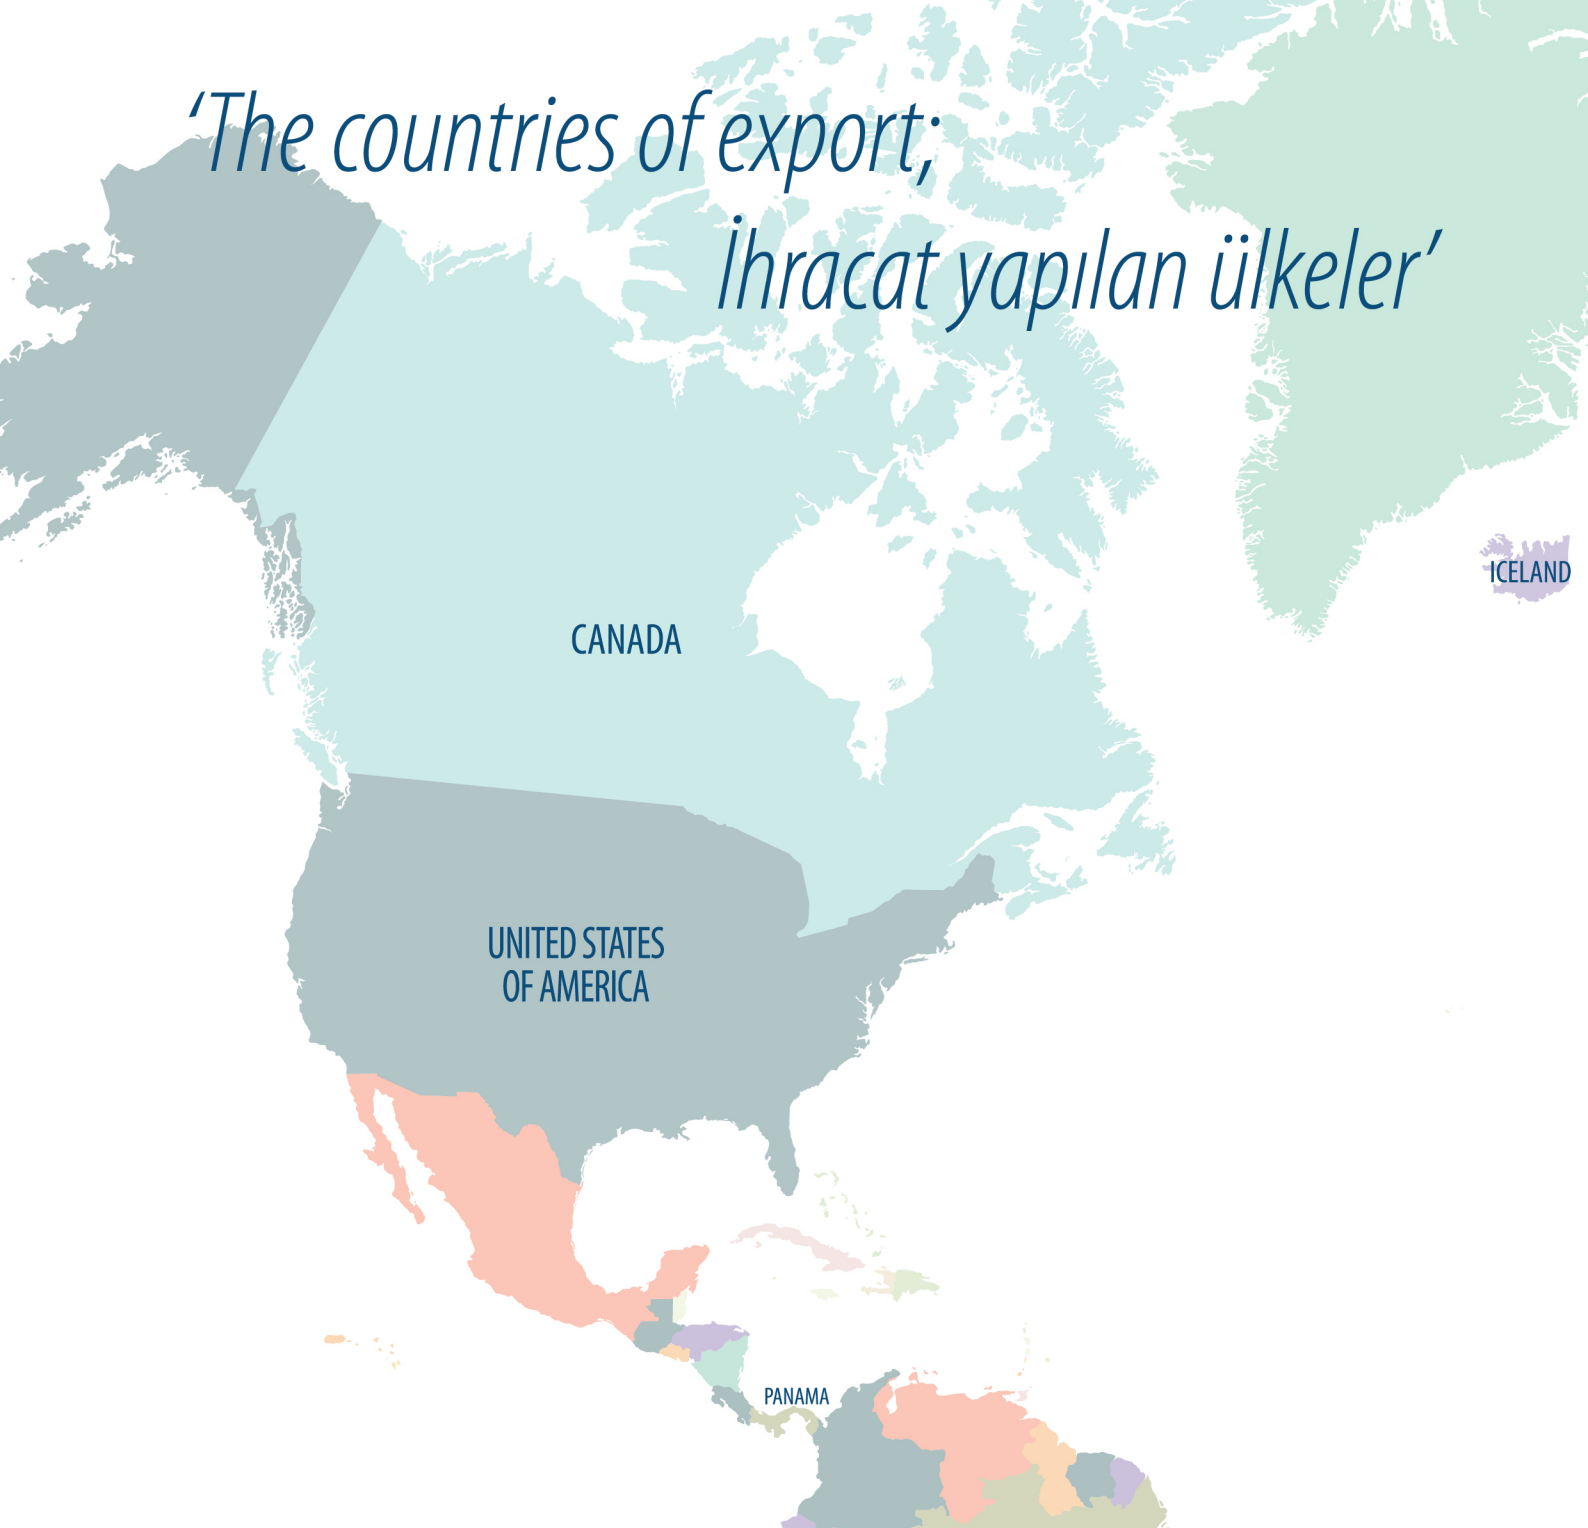 ‘The countries of export;
İhracat yapılan ülkeler’
ICELAND
CANADA
UNITED STATES
OF AMERICA
PANAMA